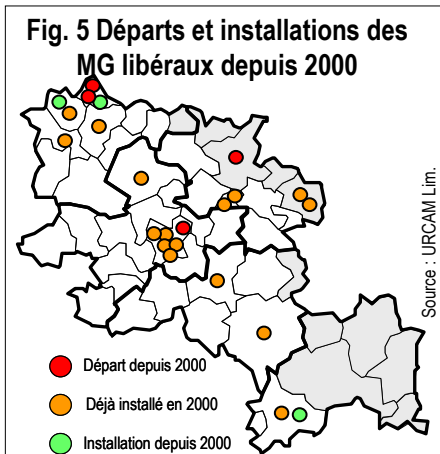 Fig. 5 Départs et installations des
MG libéraux depuis 2000
Source : URCAM Lim.
Départ depuis 2000
Déjà installé en 2000
Installation depuis 2000